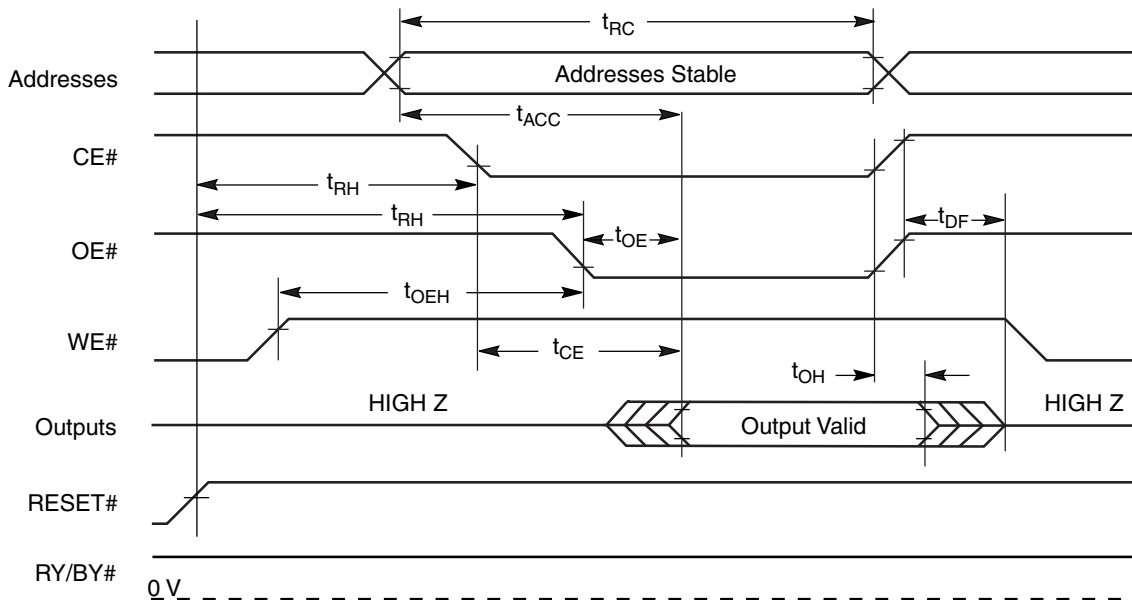 tRC
Addresses
Addresses Stable
tACC
CE#
tRH
tRH
tDF
OE#
tOE
tOEH
WE#
tCE
tOH
HIGH Z
HIGH Z
Outputs
Output Valid
RESET#
RY/BY#
0 V